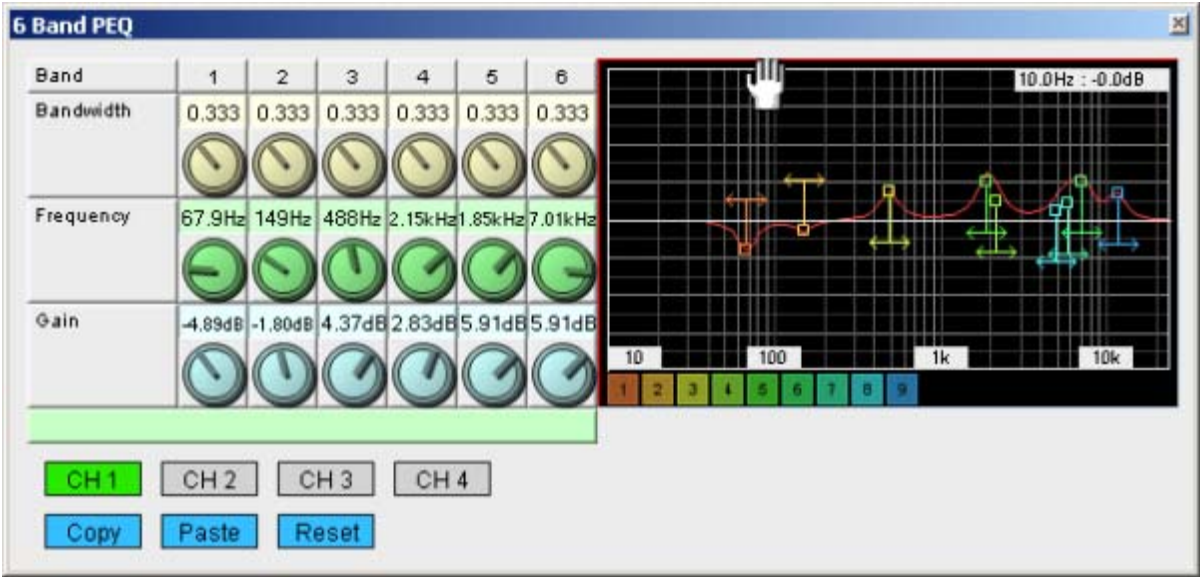 6 Band PEQ
Band 1 2 3 4 5 6
10.0Hz : -0.0dB
Bandwidth 0.333 0.333 0.333 0.333 0.333 0.333
Frequency 67.9Hz 149Hz 488Hz 2.15kHz 1.85kHz 7.01kHz
Gain -4.89dB -1.80dB 4.37dB 2.83dB 5.91dB 5.91dB
10 100 1k 10k
1 2 3 4 5 6 7 8 9
CH 1 CH 2 CH 3 CH 4
Copy Paste Reset